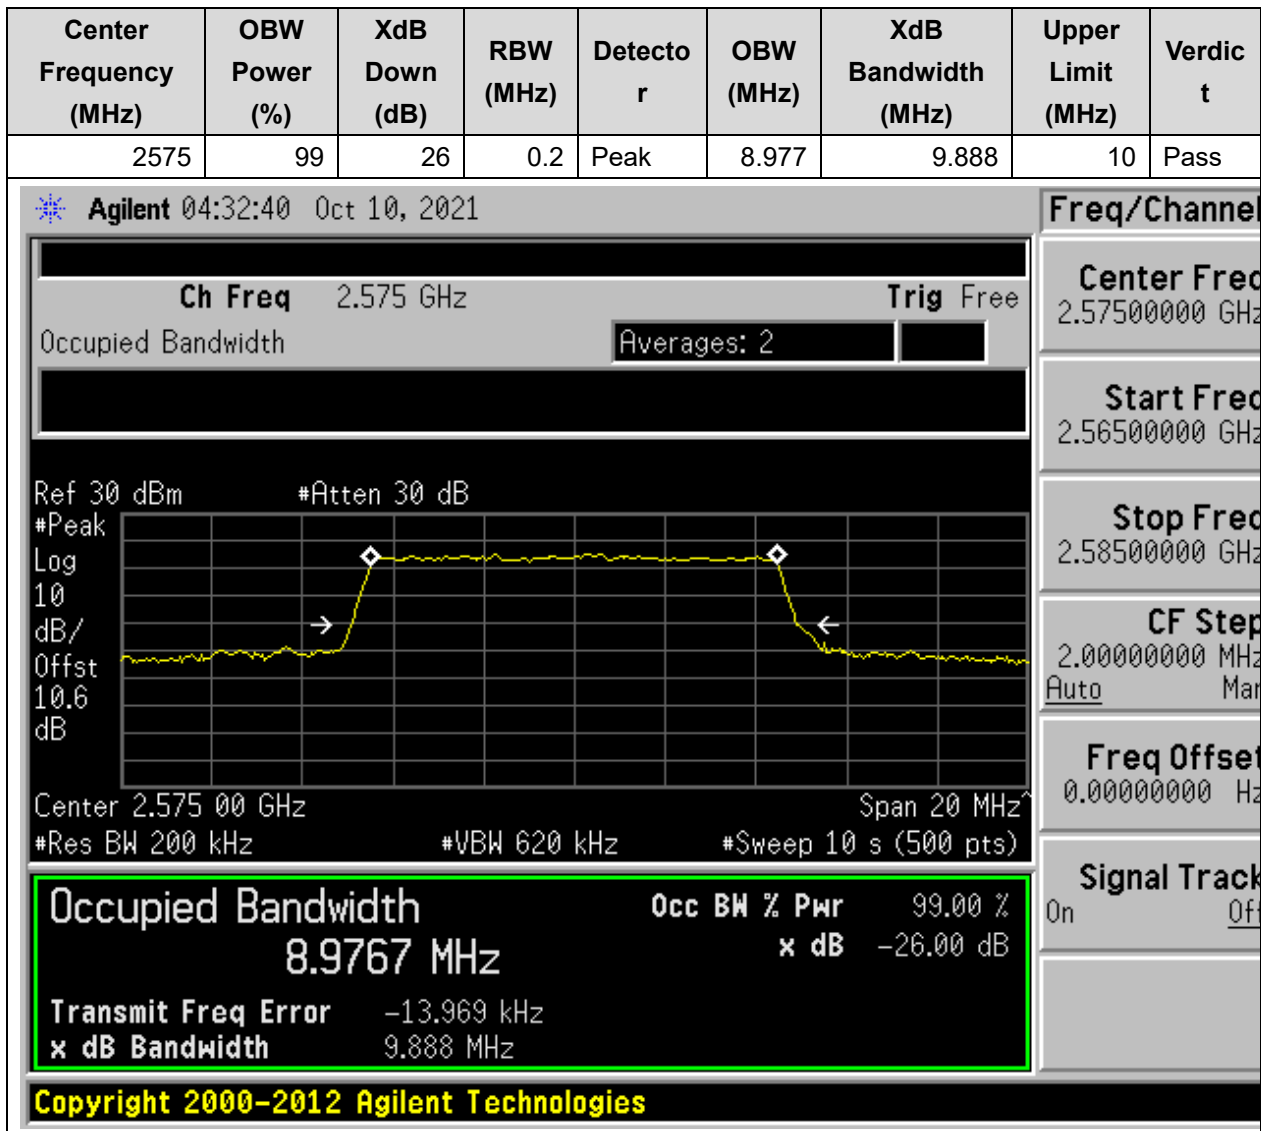 Center Frequency (MHz) OBW Power (%) XdB Down (dB) RBW (MHz) Detector OBW (MHz) XdB Bandwidth (MHz) Upper Limit (MHz) Verdict
2575 99 26 0.2 Peak 8.977 9.888 10 Pass
Agilent 04:32:40 Oct 10, 2021
Freq/Channel
Ch Freq 2.575 GHz Trig Free
Occupied Bandwidth Averages: 2
Center Freq
2.57500000 GHz
Start Freq
2.56500000 GHz
Stop Freq
2.58500000 GHz
CF Step
2.00000000 MHz
Auto Man
Freq Offset
0.00000000 Hz
Signal Track
On Off
Ref 30 dBm #Atten 30 dB
#Peak
Log
10
dB/
Offst
10.6
dB
Center 2.575 00 GHz Span 20 MHz^
#Res BW 200 kHz #VBW 620 kHz #Sweep 10 s (500 pts)
Occupied Bandwidth
8.9767 MHz
Occ BW % Pwr 99.00 %
x dB -26.00 dB
Transmit Freq Error -13.969 kHz
x dB Bandwidth 9.888 MHz
Copyright 2000-2012 Agilent Technologies